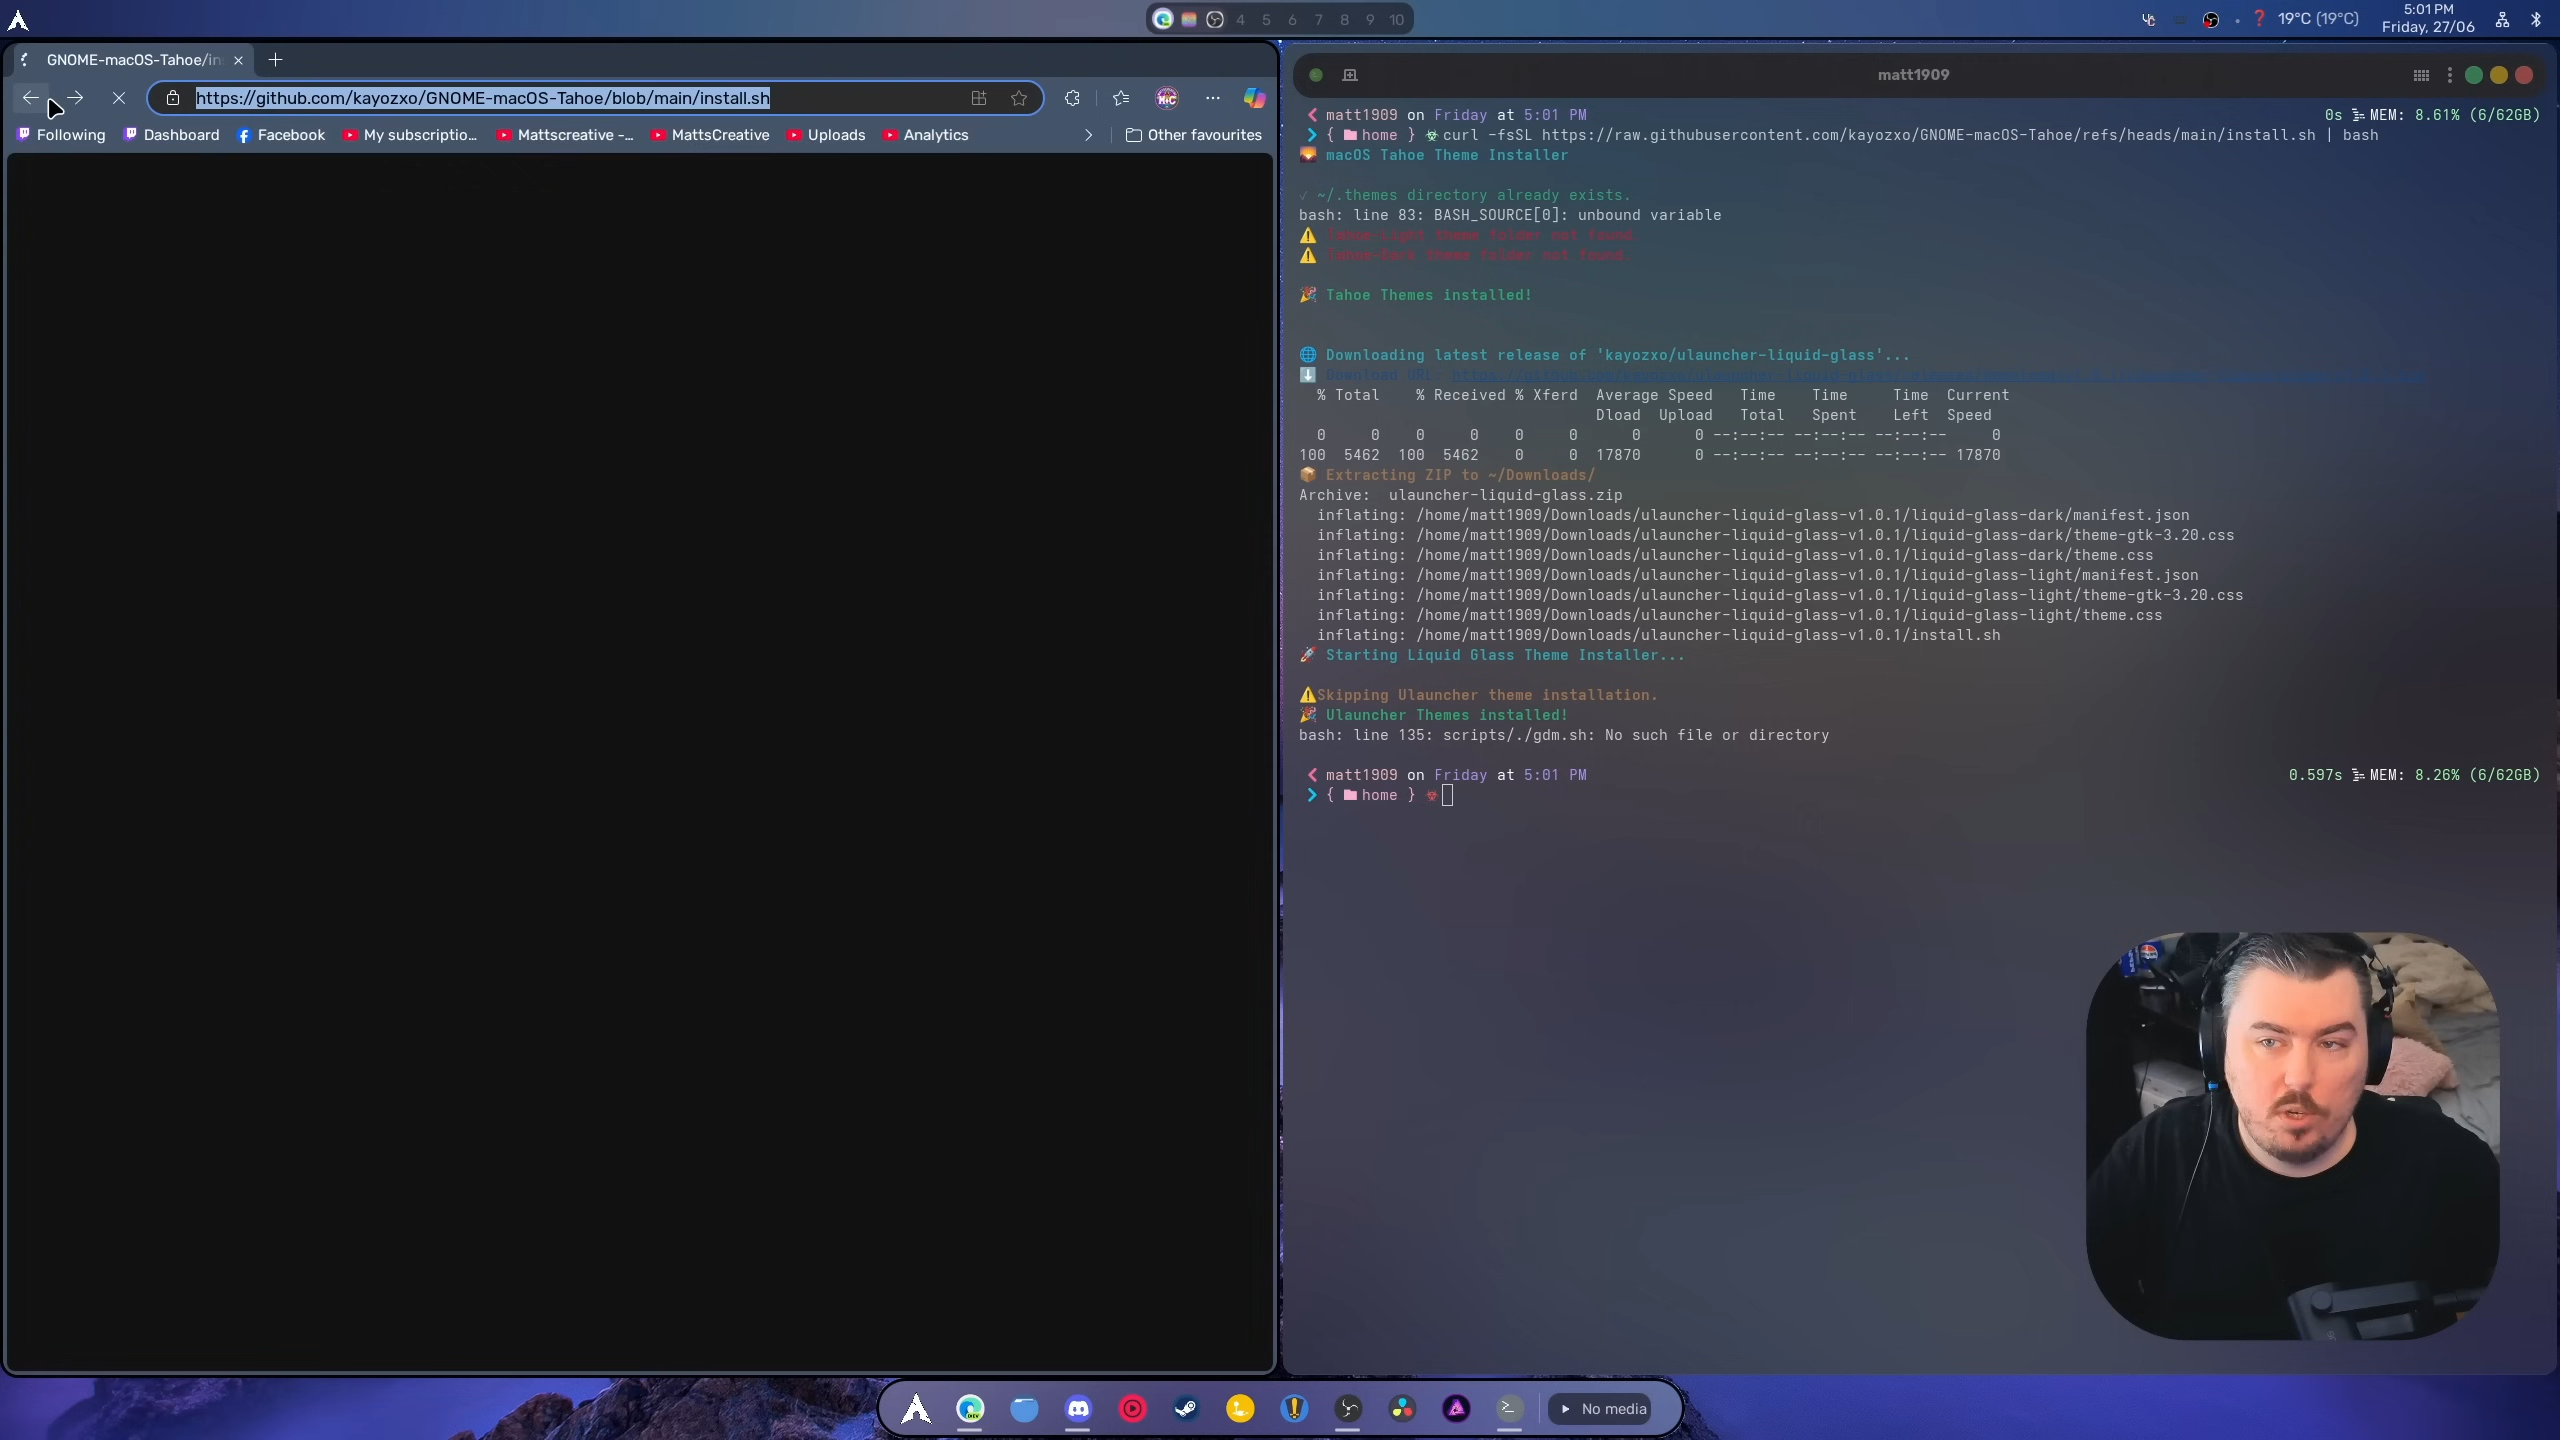 4 5 6 7 8 9 10
19°C (19°C)
5:01 PM
Friday, 27/06
GNOME-macOS-Tahoe/in
https://github.com/kayozxo/GNOME-macOS-Tahoe/blob/main/install.sh
Following Dashboard Facebook My subscriptio... Mattscreative -... MattsCreative Uploads Analytics Other favourites
matt1909
matt1909 on Friday at 5:01 PM 0s MEM: 8.61% (6/62GB)
{ home } curl -fsSL https://raw.githubusercontent.com/kayozxo/GNOME-macOS-Tahoe/refs/heads/main/install.sh | bash
macOS Tahoe Theme Installer
✓ ~/.themes directory already exists.
bash: line 83: BASH_SOURCE[0]: unbound variable
⚠️ Tahoe-Light theme folder not found.
⚠️ Tahoe-Dark theme folder not found.
🎉 Tahoe Themes installed!
🌐 Downloading latest release of 'kayozxo/ulauncher-liquid-glass'...
⬇️ Download URL:
% Total % Received % Xferd Average Speed Time Time Time Current
Dload Upload Total Spent Left Speed
0 0 0 0 0 0 0 0 --:--:-- --:--:-- --:--:-- 0
100 5462 100 5462 0 0 17870 0 --:--:-- --:--:-- --:--:-- 17870
📦 Extracting ZIP to ~/Downloads/
Archive: ulauncher-liquid-glass.zip
inflating: /home/matt1909/Downloads/ulauncher-liquid-glass-v1.0.1/liquid-glass-dark/manifest.json
inflating: /home/matt1909/Downloads/ulauncher-liquid-glass-v1.0.1/liquid-glass-dark/theme-gtk-3.20.css
inflating: /home/matt1909/Downloads/ulauncher-liquid-glass-v1.0.1/liquid-glass-dark/theme.css
inflating: /home/matt1909/Downloads/ulauncher-liquid-glass-v1.0.1/liquid-glass-light/manifest.json
inflating: /home/matt1909/Downloads/ulauncher-liquid-glass-v1.0.1/liquid-glass-light/theme-gtk-3.20.css
inflating: /home/matt1909/Downloads/ulauncher-liquid-glass-v1.0.1/liquid-glass-light/theme.css
inflating: /home/matt1909/Downloads/ulauncher-liquid-glass-v1.0.1/install.sh
🚀 Starting Liquid Glass Theme Installer...
⚠️Skipping Ulauncher theme installation.
🎉 Ulauncher Themes installed!
bash: line 135: scripts/./gdm.sh: No such file or directory
matt1909 on Friday at 5:01 PM 0.597s MEM: 8.26% (6/62GB)
{ home }
No media